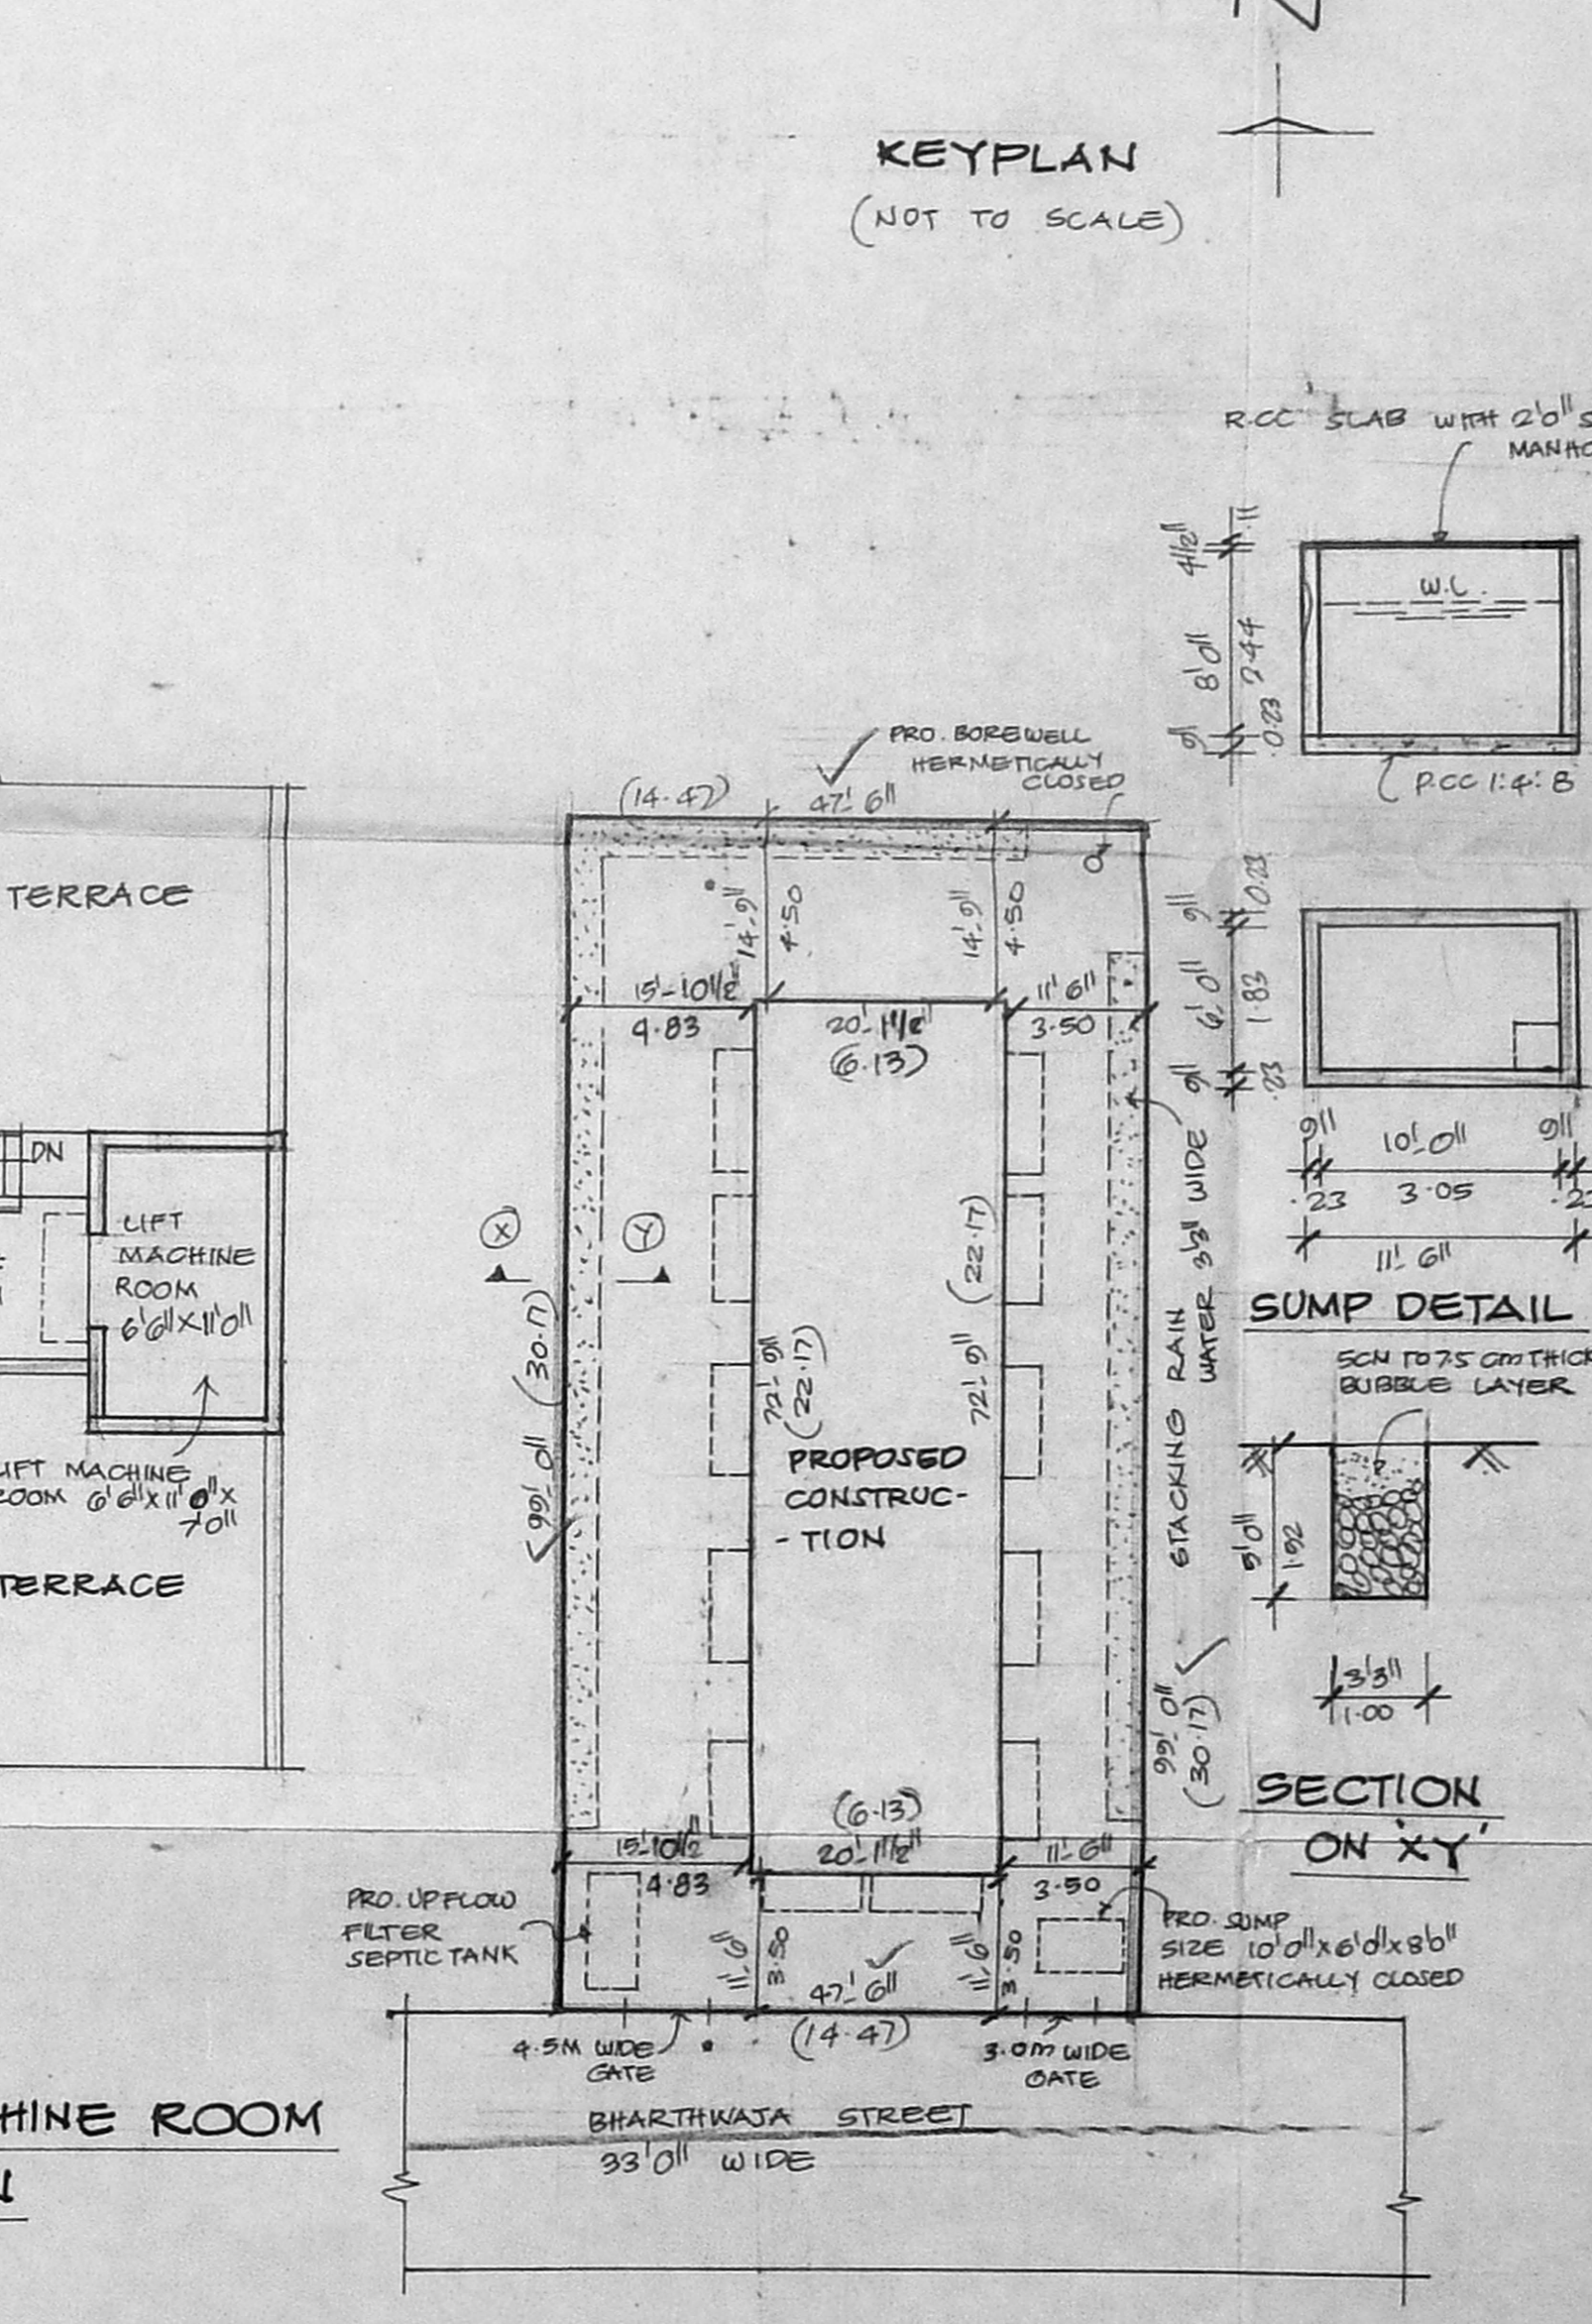 KEYPLAN
(NOT TO SCALE)
R.CC SLAB WITH 2'0"
4½"
.11
W.L.
8'0"
2.44
9"
0.23
P.CC 1:4:8
PRO. BOREWELL
HERMETICALLY
CLOSED
(14.47)
47'-6"
TERRACE
14'-9"
4.50
14'-9"
4.50
15'-10½"
4.83
20'-1½"
(6.13)
11'6"
3.50
9"
0.23
6'0"
1.83
9"
.23
9"
10'-0"
9"
.23
3.05
11'-6"
SUMP DETAIL
DN
LIFT
MACHINE
ROOM
6'6"X11'0"
X
Y
99'-0" (30.17)
72'-9"
(22.17)
72'-9"
(22.17)
STACKING RAIN
WATER 3'3" WIDE
5CM TO 7.5 CM THICK
BUBBLE LAYER
PROPOSED
CONSTRUC-
-TION
5'0"
1.52
3'3"
1.00
LIFT MACHINE
ROOM 6'6"X11'0"X
7'0"
TERRACE
99'-0"
(30.17)
SECTION
ON 'XY'
(6.13)
15'-10½"
20'-1½"
11'-6"
4.83
3.50
PRO. UPFLOW
FILTER
SEPTIC TANK
11'-6"
3.50
11'-6"
3.50
PRO. SUMP
SIZE 10'0"X6'0"X8'0"
HERMETICALLY CLOSED
47'-6"
(14.47)
4.5M WIDE
GATE
3.0M WIDE
GATE
BHARTHWAJA STREET
33'0" WIDE
ROOM